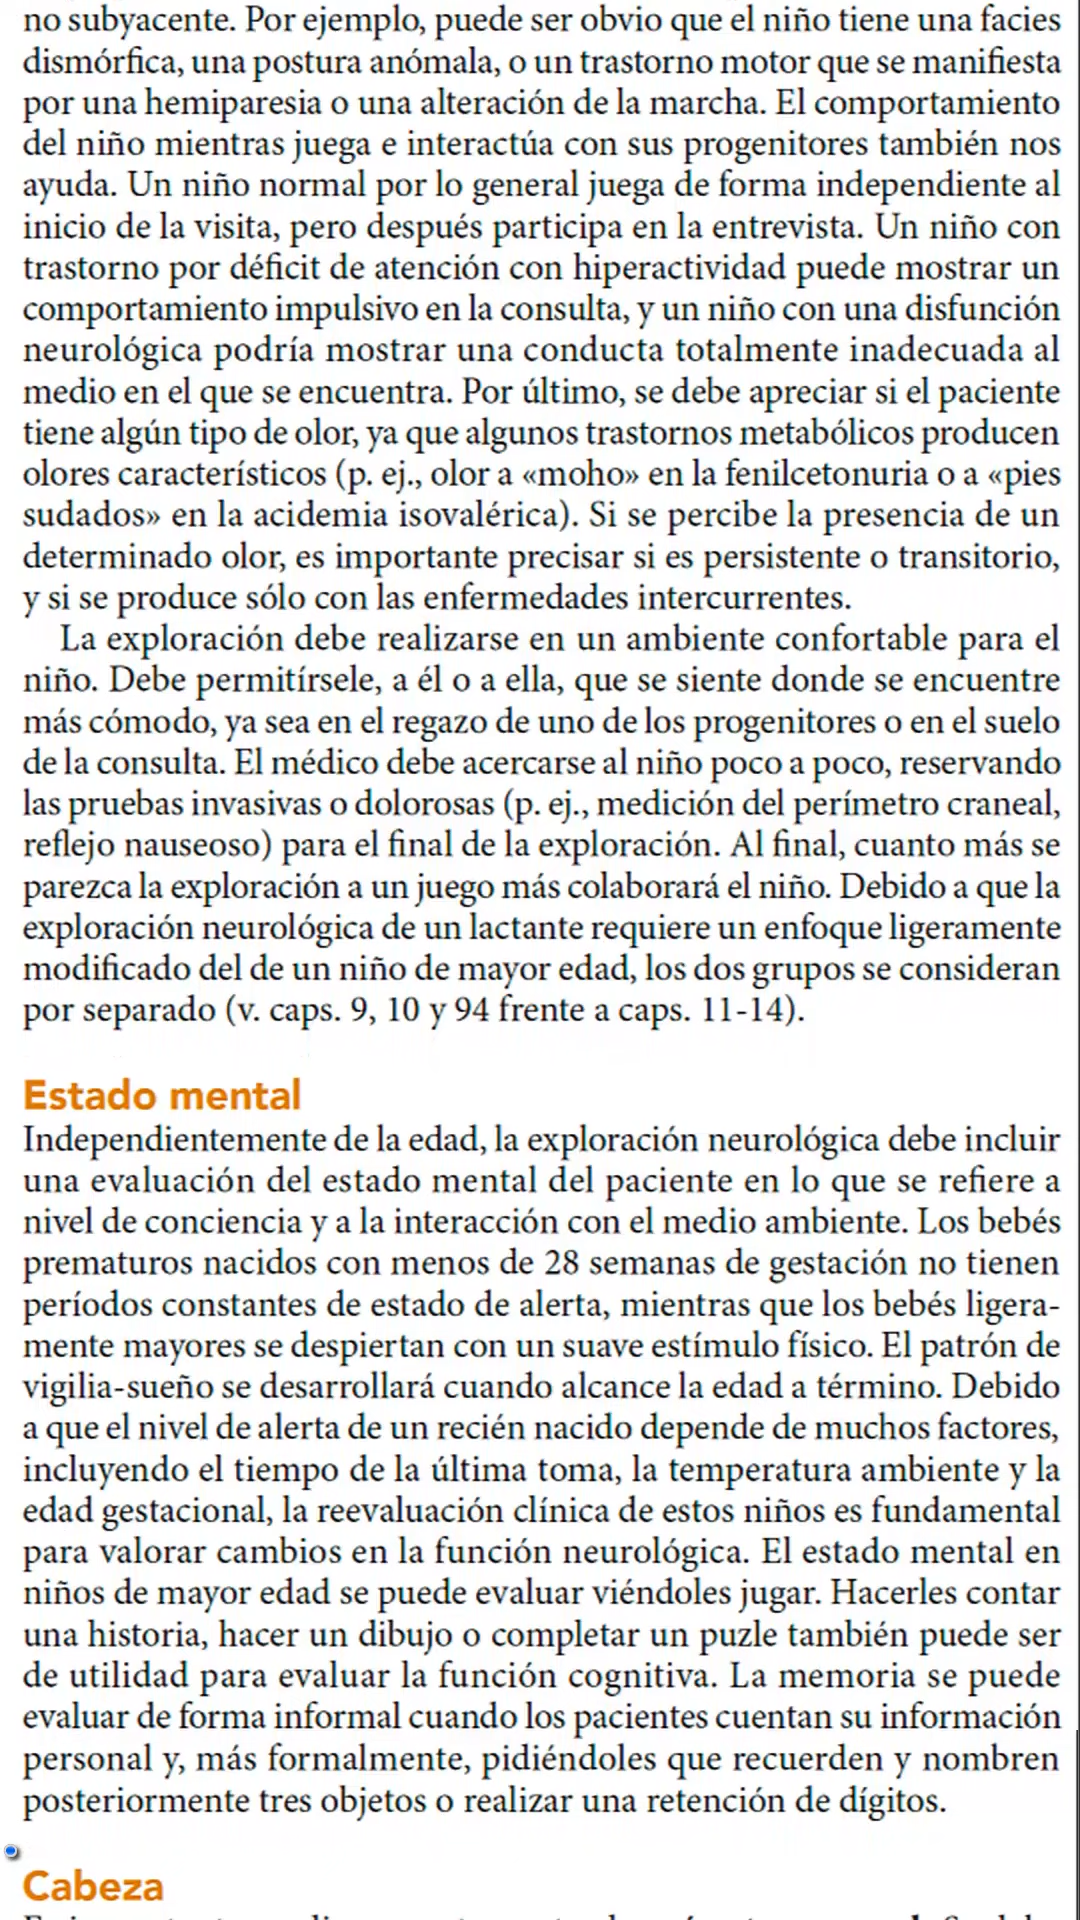 no subyacente. Por ejemplo, puede ser obvio que el niño tiene una facies
dismórfica, una postura anómala, o un trastorno motor que se manifiesta
por una hemiparesia o una alteración de la marcha. El comportamiento
del niño mientras juega e interactúa con sus progenitores también nos
ayuda. Un niño normal por lo general juega de forma independiente al
inicio de la visita, pero después participa en la entrevista. Un niño con
trastorno por déficit de atención con hiperactividad puede mostrar un
comportamiento impulsivo en la consulta, y un niño con una disfunción
neurológica podría mostrar una conducta totalmente inadecuada al
medio en el que se encuentra. Por último, se debe apreciar si el paciente
tiene algún tipo de olor, ya que algunos trastornos metabólicos producen
olores característicos (p. ej., olor a «moho» en la fenilcetonuria o a «pies
sudados» en la acidemia isovalérica). Si se percibe la presencia de un
determinado olor, es importante precisar si es persistente o transitorio,
y si se produce sólo con las enfermedades intercurrentes.
La exploración debe realizarse en un ambiente confortable para el
niño. Debe permitírsele, a él o a ella, que se siente donde se encuentre
más cómodo, ya sea en el regazo de uno de los progenitores o en el suelo
de la consulta. El médico debe acercarse al niño poco a poco, reservando
las pruebas invasivas o dolorosas (p. ej., medición del perímetro craneal,
reflejo nauseoso) para el final de la exploración. Al final, cuanto más se
parezca la exploración a un juego más colaborará el niño. Debido a que la
exploración neurológica de un lactante requiere un enfoque ligeramente
modificado del de un niño de mayor edad, los dos grupos se consideran
por separado (v. caps. 9, 10 y 94 frente a caps. 11-14).
Estado mental
Independientemente de la edad, la exploración neurológica debe incluir
una evaluación del estado mental del paciente en lo que se refiere a
nivel de conciencia y a la interacción con el medio ambiente. Los bebés
prematuros nacidos con menos de 28 semanas de gestación no tienen
períodos constantes de estado de alerta, mientras que los bebés ligera-
mente mayores se despiertan con un suave estímulo físico. El patrón de
vigilia-sueño se desarrollará cuando alcance la edad a término. Debido
a que el nivel de alerta de un recién nacido depende de muchos factores,
incluyendo el tiempo de la última toma, la temperatura ambiente y la
edad gestacional, la reevaluación clínica de estos niños es fundamental
para valorar cambios en la función neurológica. El estado mental en
niños de mayor edad se puede evaluar viéndoles jugar. Hacerles contar
una historia, hacer un dibujo o completar un puzle también puede ser
de utilidad para evaluar la función cognitiva. La memoria se puede
evaluar de forma informal cuando los pacientes cuentan su información
personal y, más formalmente, pidiéndoles que recuerden y nombren
posteriormente tres objetos o realizar una retención de dígitos.
Cabeza